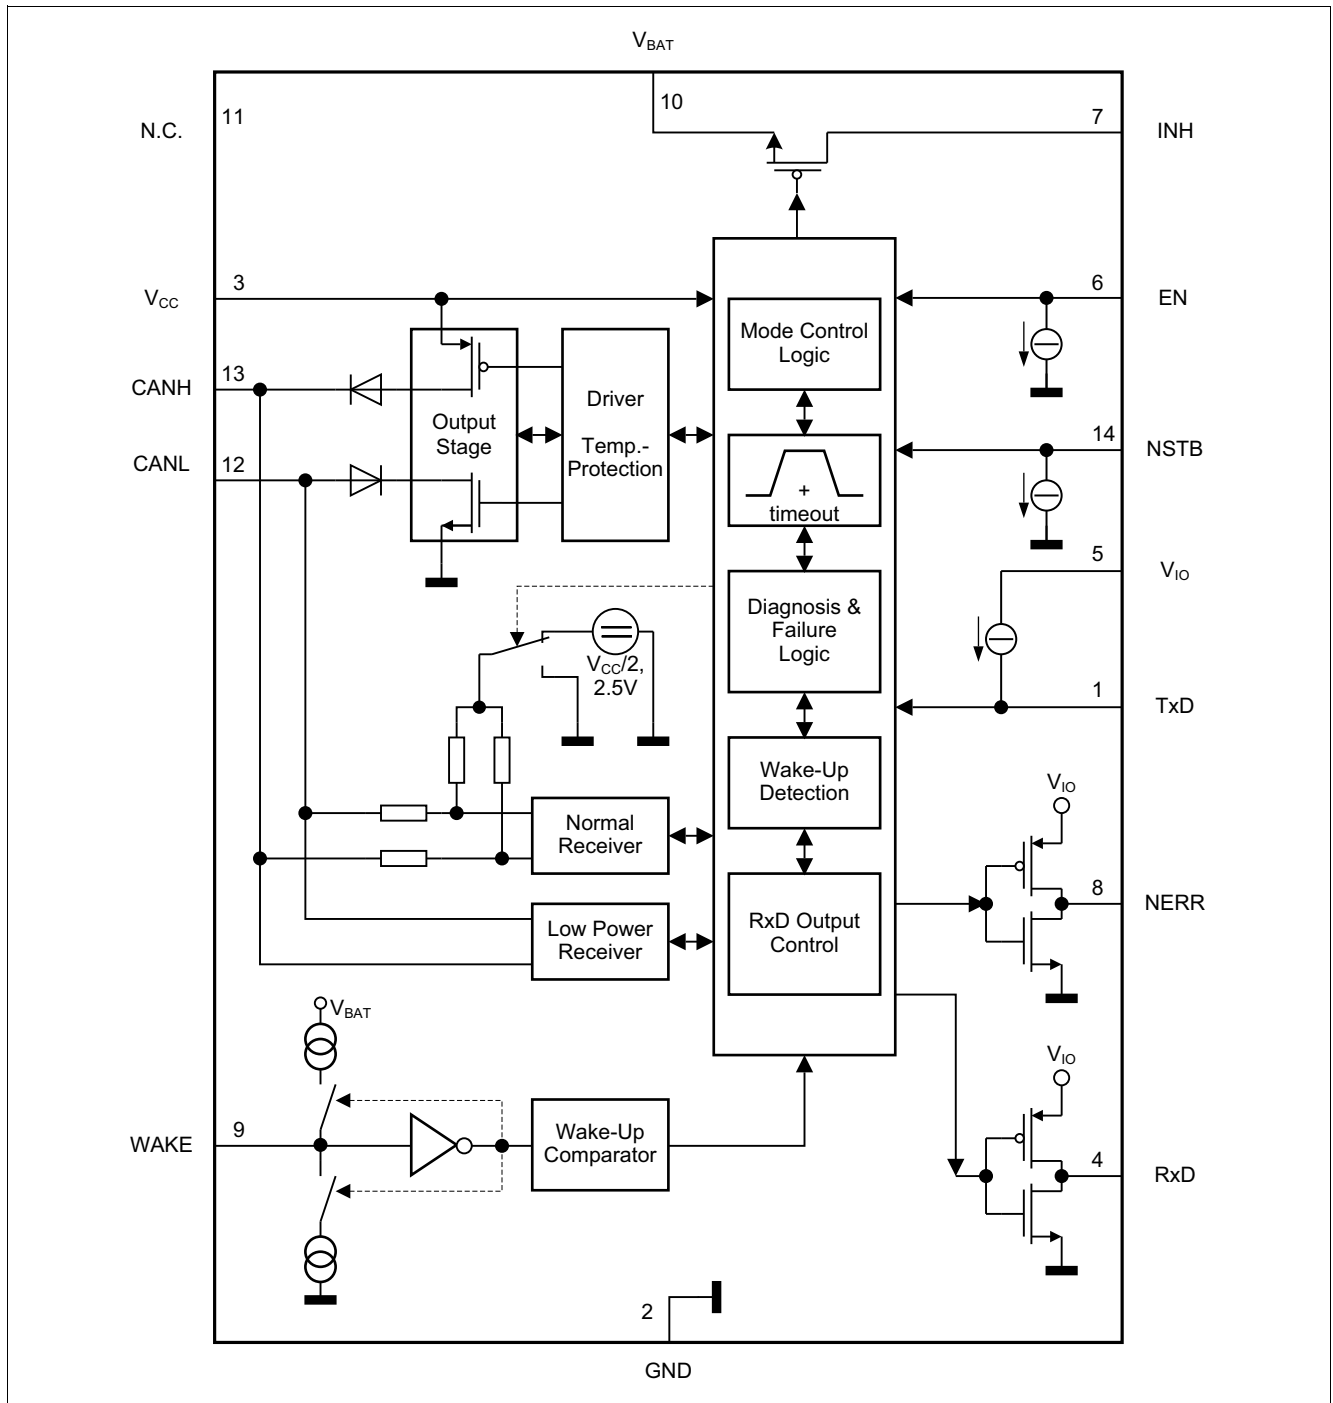 VBAT
10
N.C.
11
7
INH
VCC
3
6
EN
Mode Control
Logic
CANH
13
Driver
Temp.-
Protection
Output
Stage
CANL
12
14
NSTB
+
timeout
5
VIO
Diagnosis &
Failure
Logic
VCC/2,
2.5V
1
TxD
Wake-Up
Detection
VIO
Normal
Receiver
8
NERR
RxD Output
Control
Low Power
Receiver
VBAT
VIO
WAKE
9
Wake-Up
Comparator
4
RxD
2
GND